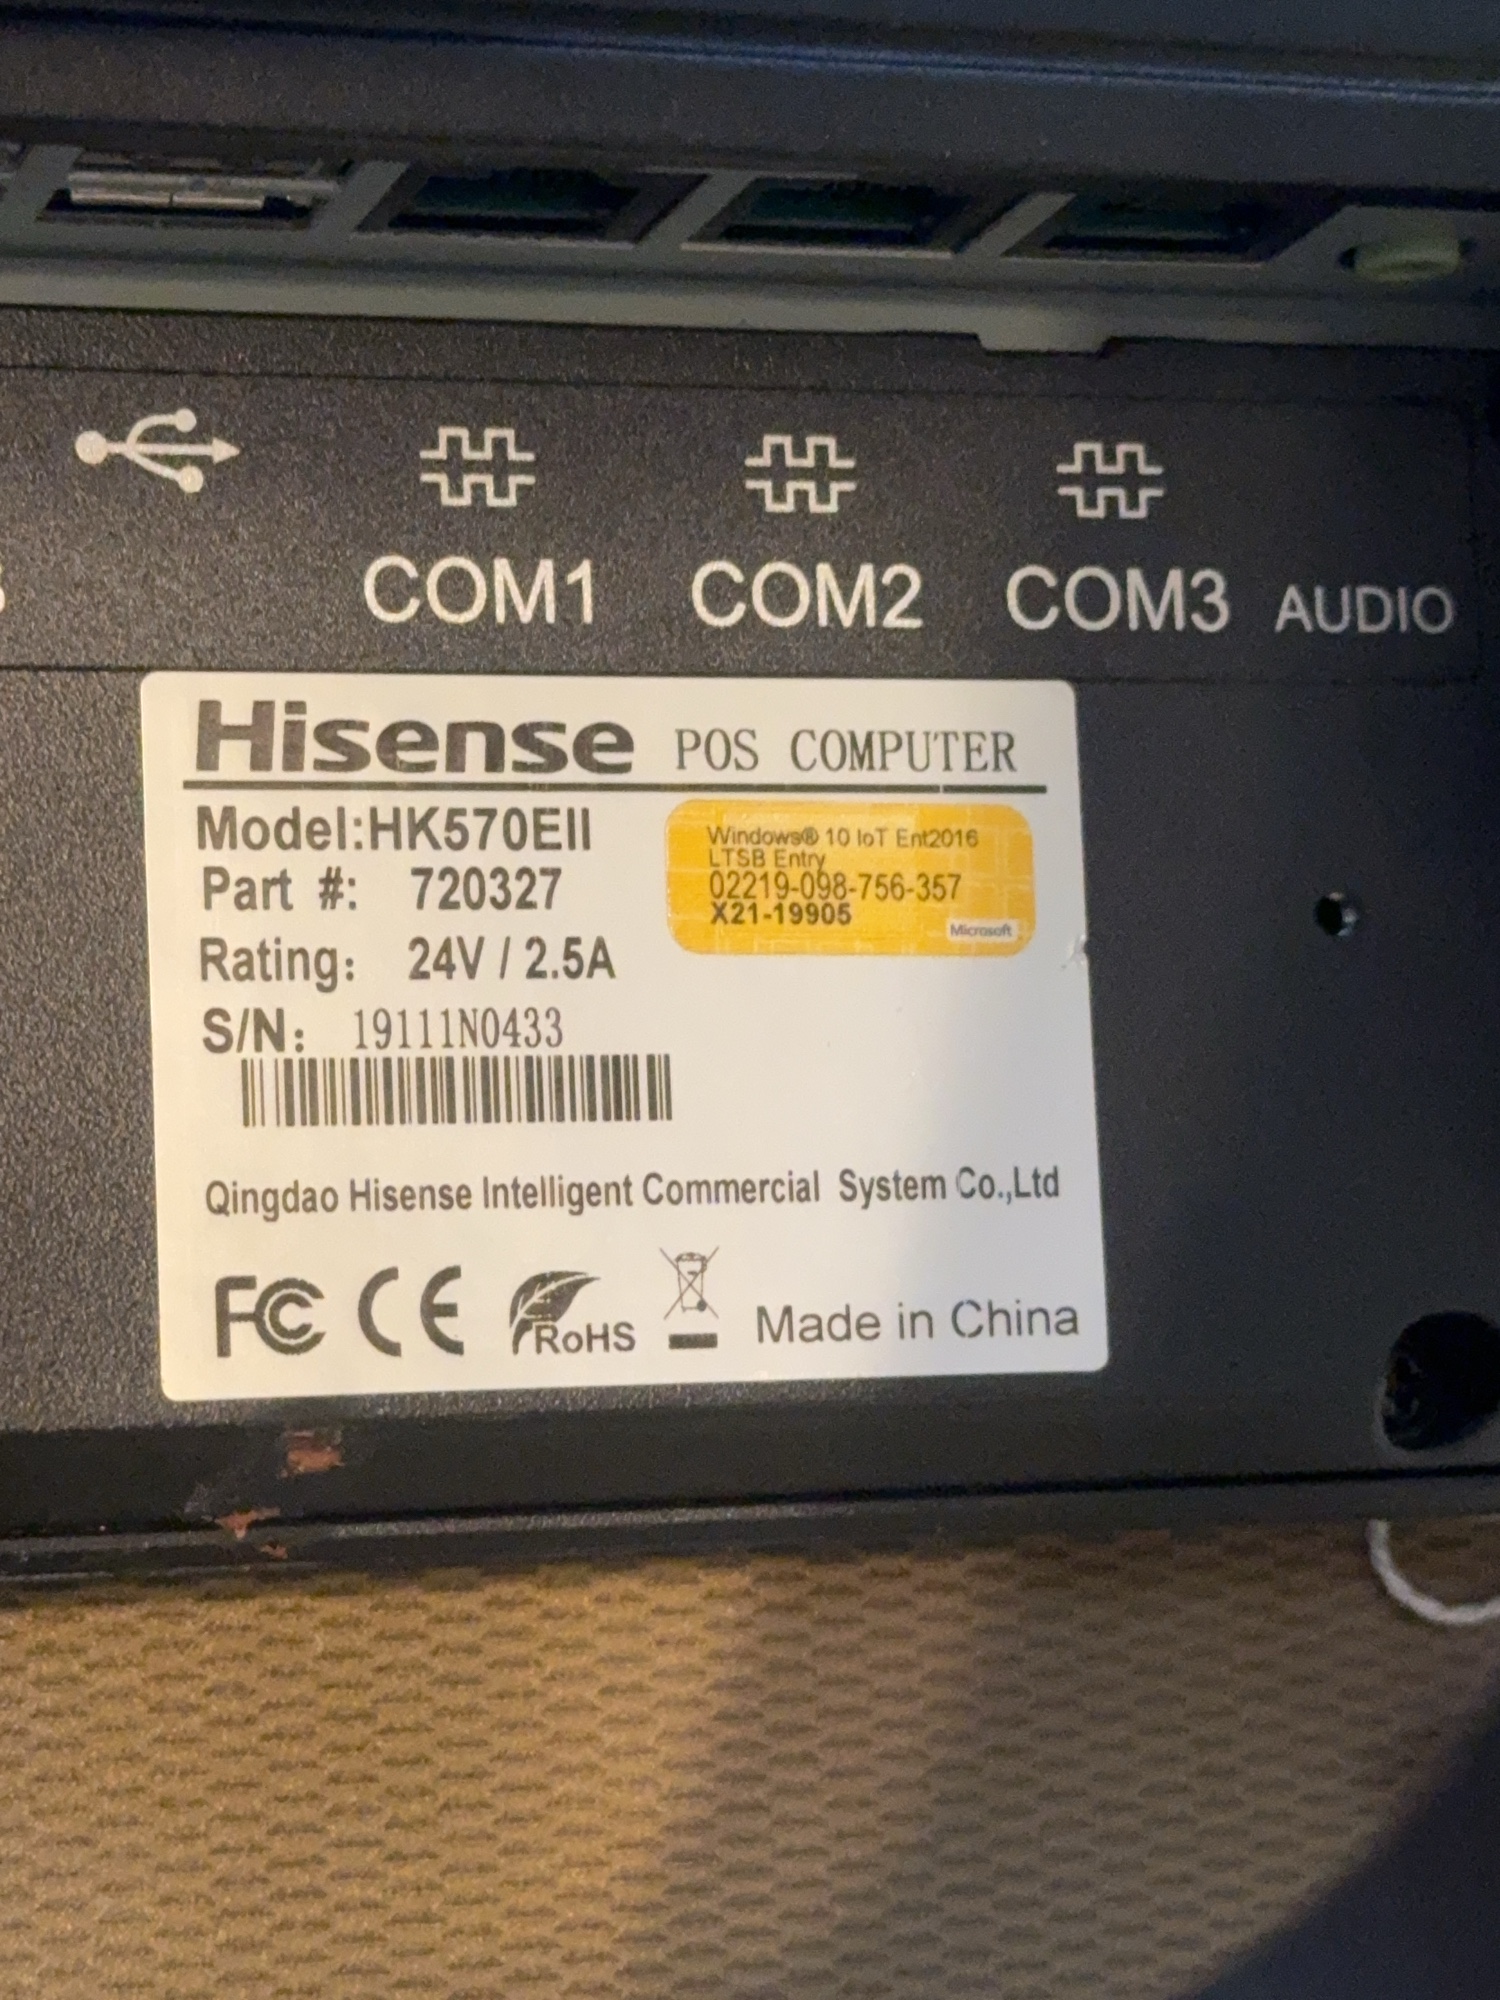 COM1 COM2 COM3 AUDIO
Hisense POS COMPUTER
Model:HK570EII
Part #: 720327
Rating: 24V / 2.5A
S/N: 19111N0433
Windows® 10 IoT Ent2016
LTSB Entry
02219-098-756-357
X21-19905
Microsoft
Qingdao Hisense Intelligent Commercial System Co.,Ltd
FC CE RoHS Made in China